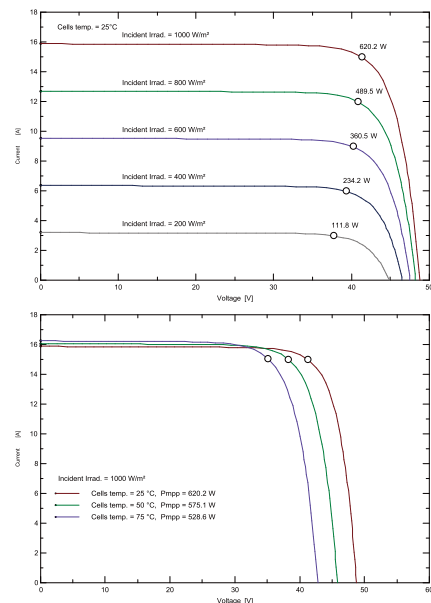 18
Cells temp. = 25°C
Incident Irrad. = 1000 W/m²
620.2 W
16
14
Incident Irrad. = 800 W/m²
489.5 W
12
Incident Irrad. = 600 W/m²
360.5 W
10
Current [A]
8
Incident Irrad. = 400 W/m²
234.2 W
6
Incident Irrad. = 200 W/m²
111.8 W
4
2
0
0 10 20 30 40 50
Voltage [V]
18
16
14
12
10
Current [A]
8
Incident Irrad. = 1000 W/m²
6
Cells temp. = 25 °C, Pmpp = 620.2 W
Cells temp. = 50 °C, Pmpp = 575.1 W
4
Cells temp. = 75 °C, Pmpp = 528.6 W
2
0
0 10 20 30 40 50 60
Voltage [V]